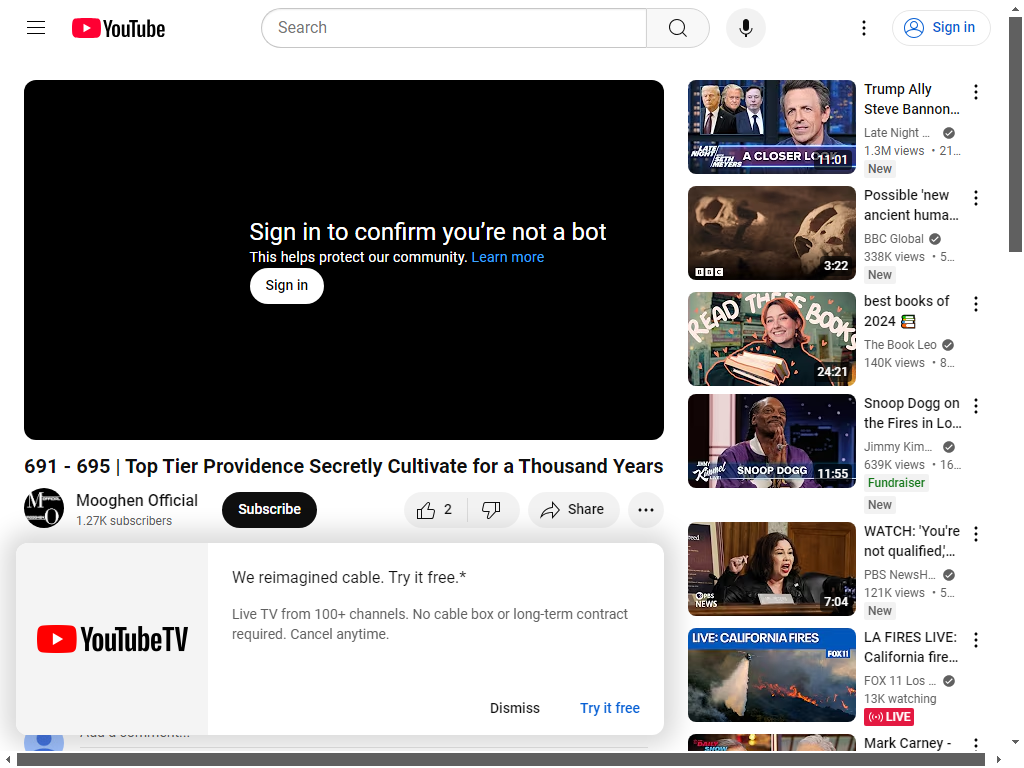 YouTube
Search
Sign in
Sign in to confirm you’re not a bot
This helps protect our community. Learn more
Sign in
691 - 695 | Top Tier Providence Secretly Cultivate for a Thousand Years
Mooghen Official
1.27K subscribers
Subscribe
2
Share
We reimagined cable. Try it free.*
Live TV from 100+ channels. No cable box or long-term contract
required. Cancel anytime.
YouTubeTV
Dismiss
Try it free
Add a comment...
LATE NIGHT WITH SETH MEYERS
A CLOSER LOOK
11:01
Trump Ally
Steve Bannon...
Late Night ...
1.3M views • 21...
New
BBC
3:22
Possible 'new
ancient huma...
BBC Global
338K views • 5...
New
READ THESE BOOKS
24:21
best books of
2024
The Book Leo
140K views • 8...
JIMMY Kimmel LIVE
SNOOP DOGG
11:55
Snoop Dogg on
the Fires in Lo...
Jimmy Kim...
639K views • 16...
Fundraiser
New
PBS NEWS
7:04
WATCH: 'You're
not qualified,'...
PBS NewsH...
121K views • 5...
New
LIVE: CALIFORNIA FIRES
FOX11
LA FIRES LIVE:
California fire...
FOX 11 Los ...
13K watching
LIVE
Mark Carney -